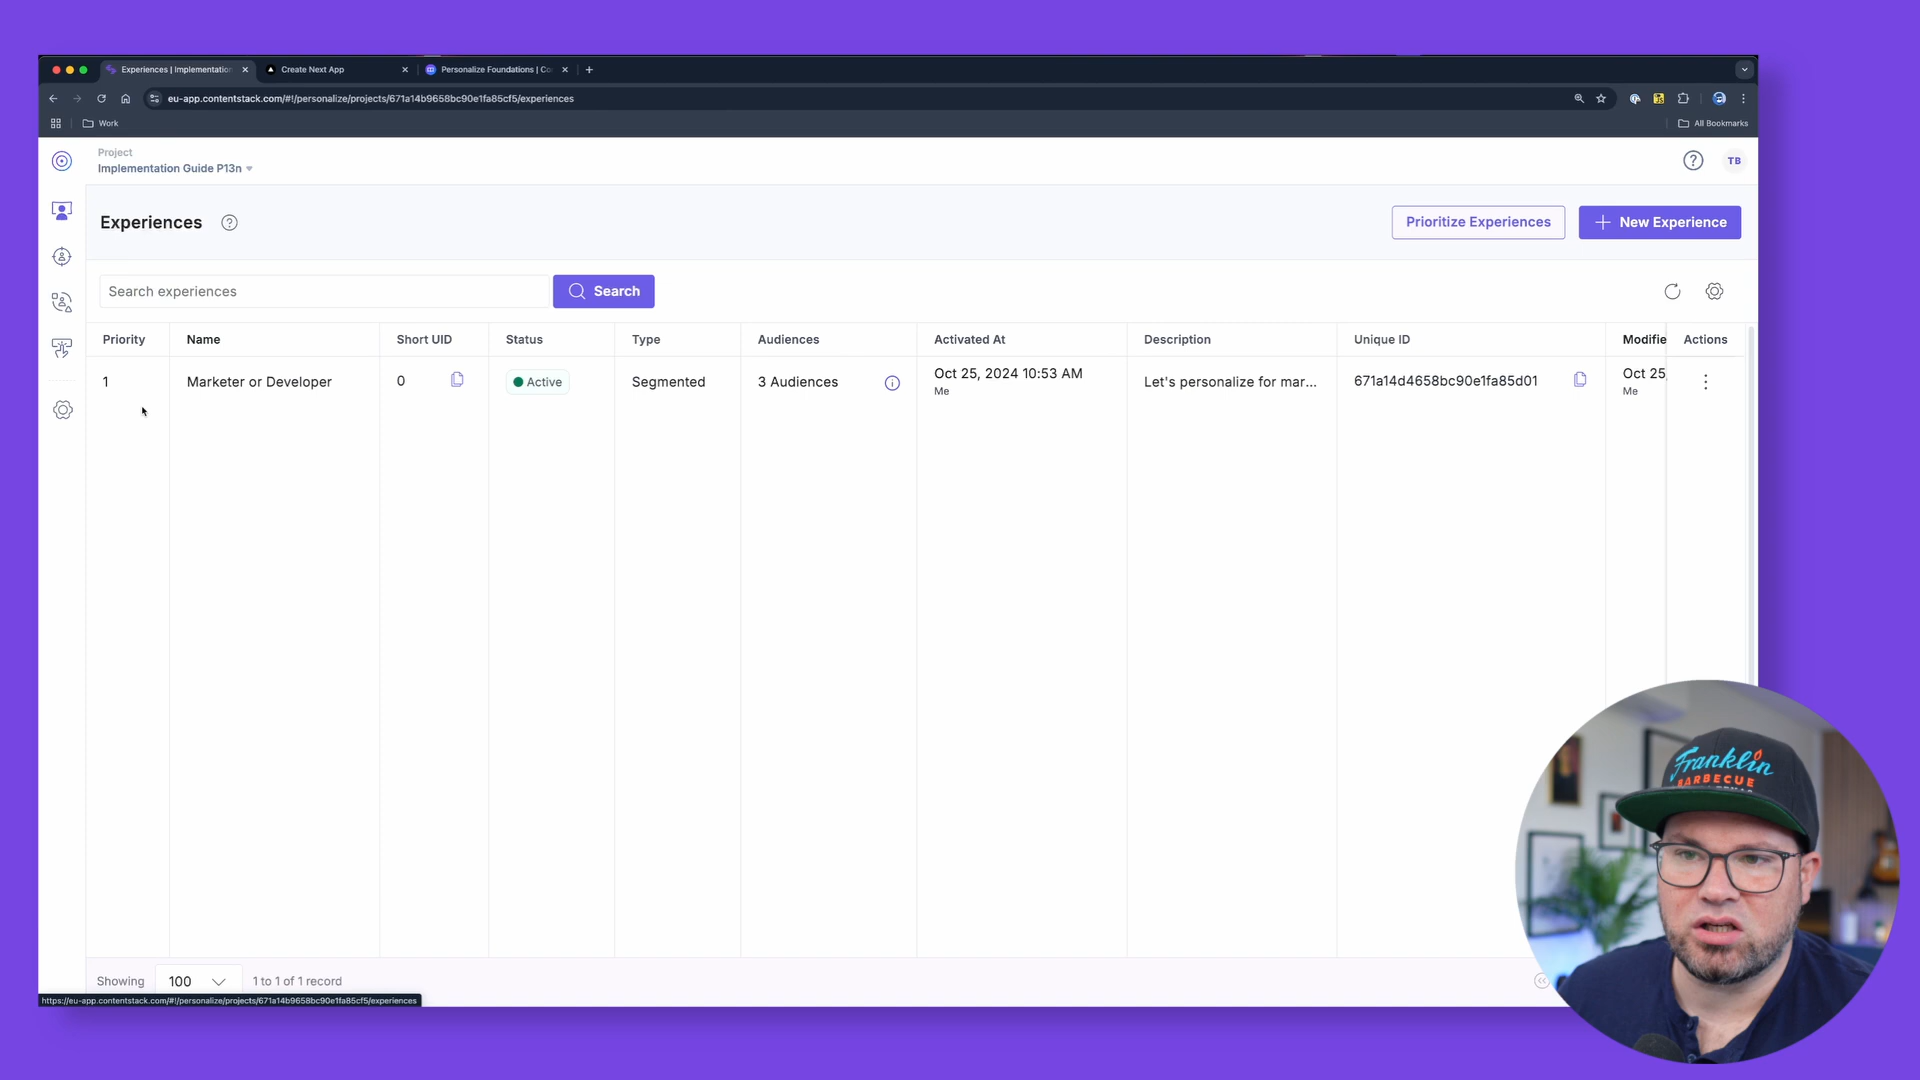 Experiences | Implementation
Create Next App
Personalize Foundations | Co
eu-app.contentstack.com/#!/personalize/projects/671a14b9658bc90e1fa85cf5/experiences
Work
All Bookmarks
Project
Implementation Guide P13n
TB
Experiences
Prioritize Experiences
New Experience
Search experiences
Search
Priority Name Short UID Status Type Audiences Activated At Description Unique ID Modifie Actions
1 Marketer or Developer 0 Active Segmented 3 Audiences Oct 25, 2024 10:53 AM Let's personalize for mar... 671a14d4658bc90e1fa85d01 Oct 25,
Me Me
Showing 100 1 to 1 of 1 record
https://eu-app.contentstack.com/#!/personalize/projects/671a14b9658bc90e1fa85cf5/experiences
Franklin
BARBECUE